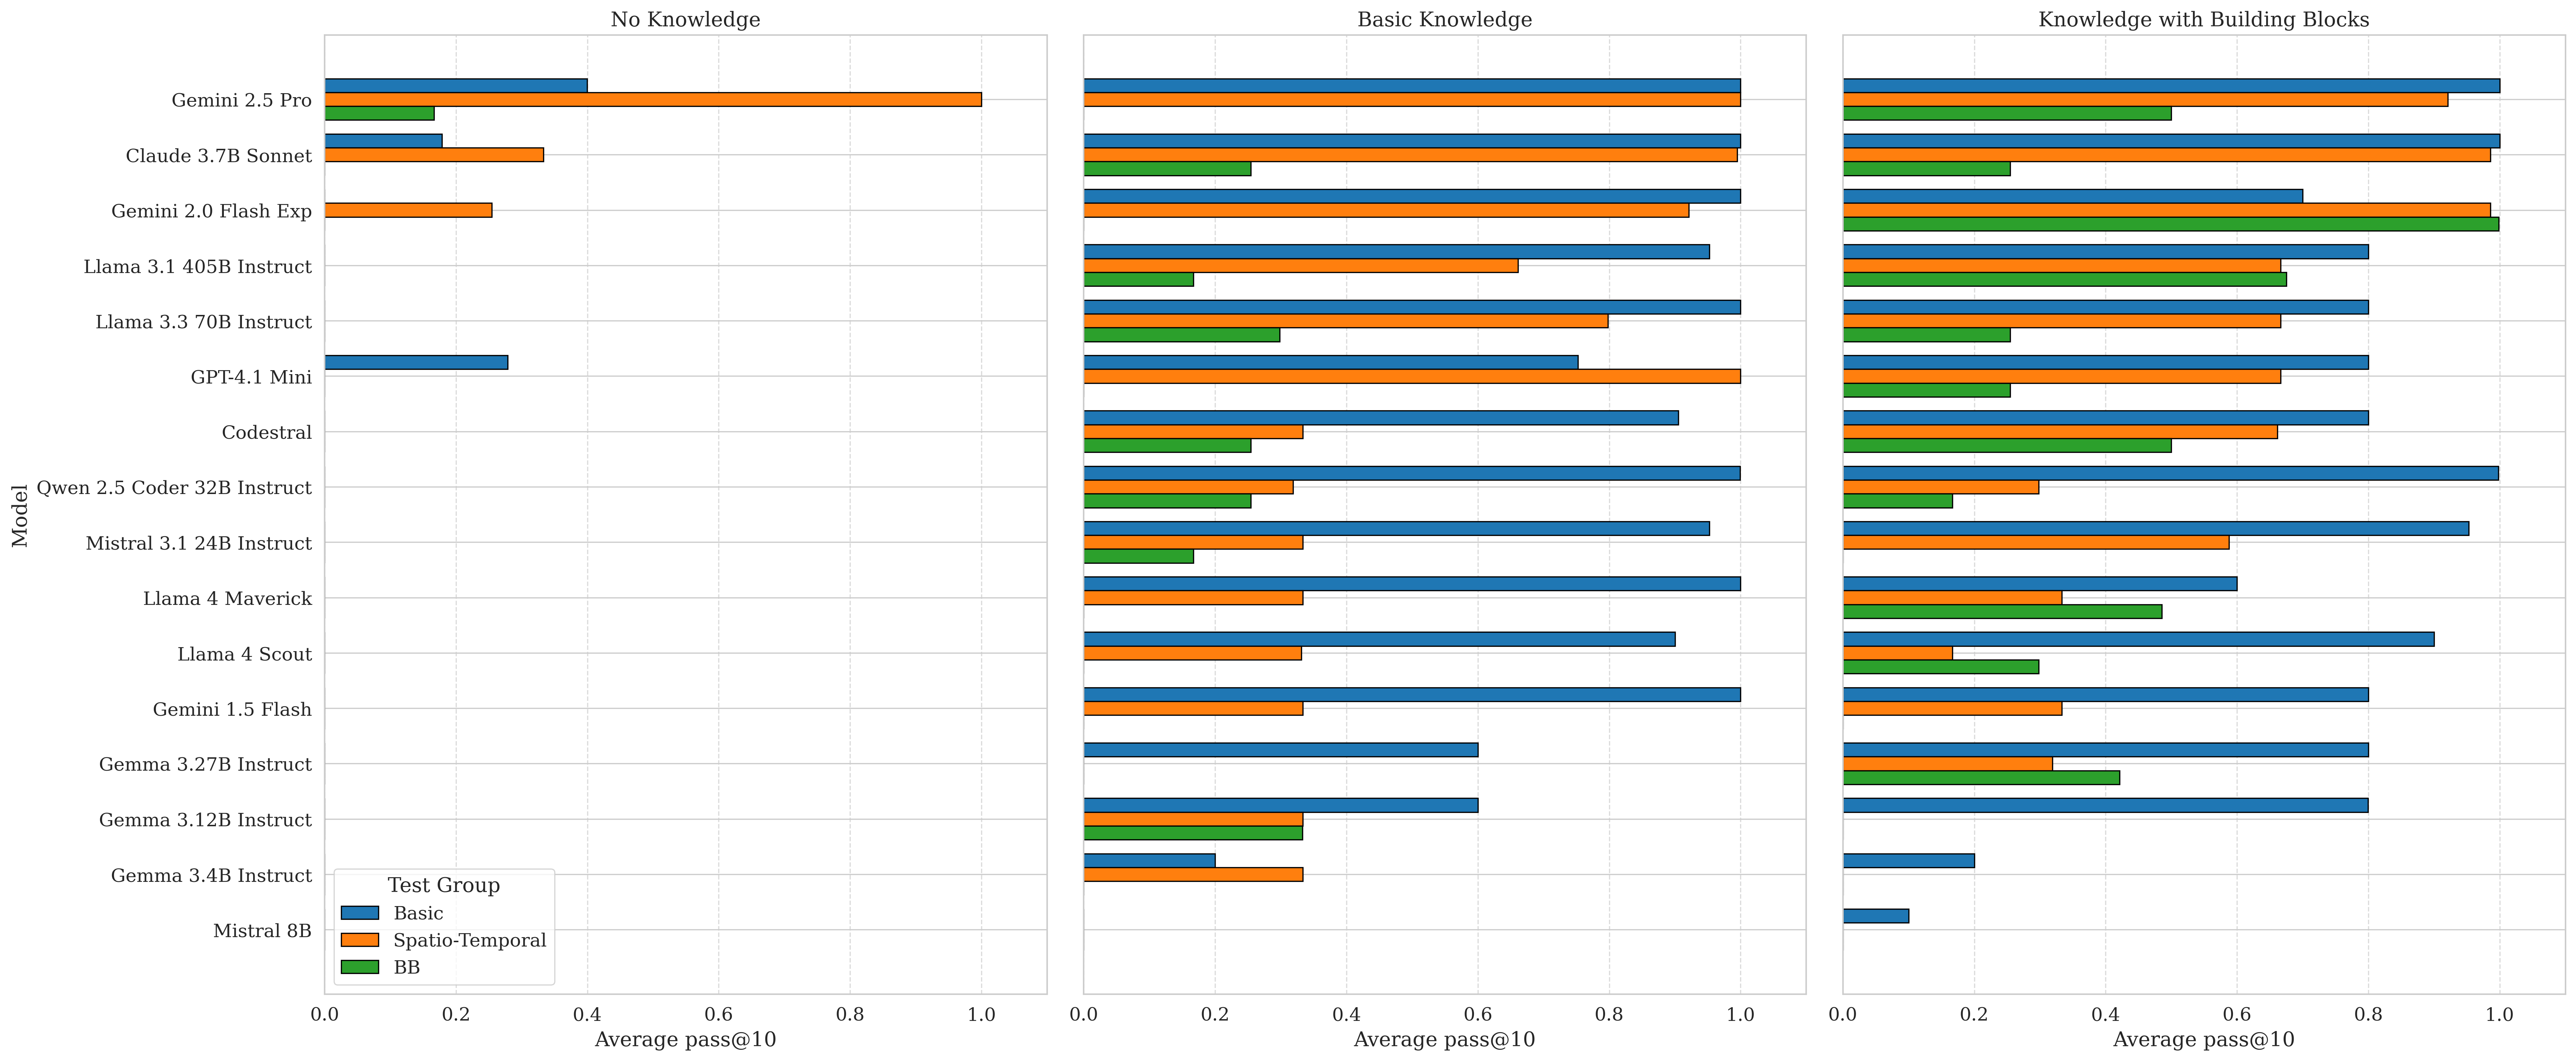 No Knowledge
Basic Knowledge
Knowledge with Building Blocks
Model
Gemini 2.5 Pro
Claude 3.7B Sonnet
Gemini 2.0 Flash Exp
Llama 3.1 405B Instruct
Llama 3.3 70B Instruct
GPT-4.1 Mini
Codestral
Qwen 2.5 Coder 32B Instruct
Mistral 3.1 24B Instruct
Llama 4 Maverick
Llama 4 Scout
Gemini 1.5 Flash
Gemma 3.27B Instruct
Gemma 3.12B Instruct
Gemma 3.4B Instruct
Mistral 8B
Test Group
Basic
Spatio-Temporal
BB
0.0 0.2 0.4 0.6 0.8 1.0
Average pass@10
0.0 0.2 0.4 0.6 0.8 1.0
Average pass@10
0.0 0.2 0.4 0.6 0.8 1.0
Average pass@10